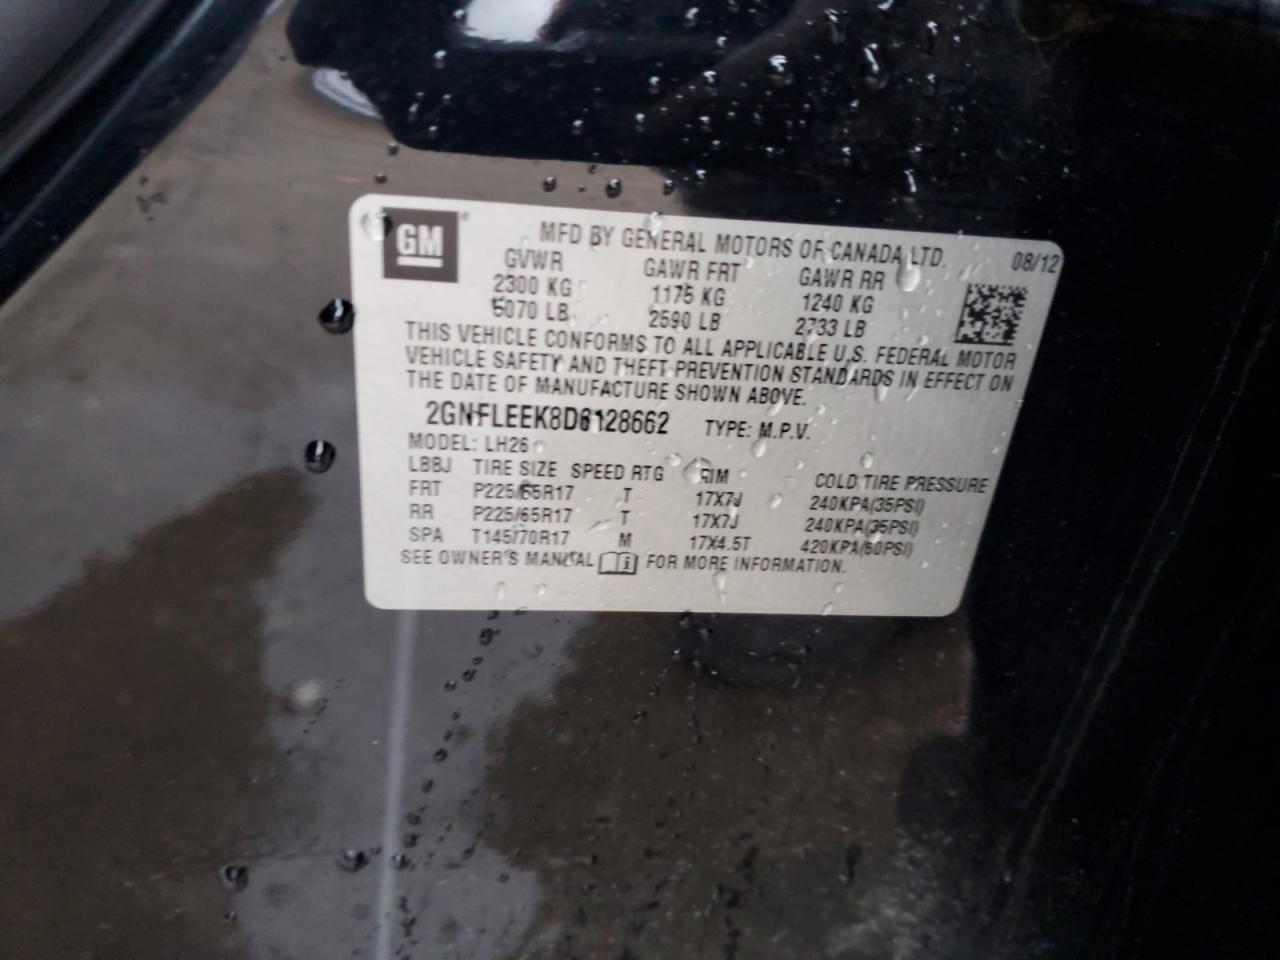 GM® MFD BY GENERAL MOTORS OF CANADA LTD. 08/12
GVWR GAWR FRT GAWR RR
2300 KG 1175 KG 1240 KG
5070 LB 2590 LB 2733 LB
THIS VEHICLE CONFORMS TO ALL APPLICABLE U.S. FEDERAL MOTOR
VEHICLE SAFETY AND THEFT PREVENTION STANDARDS IN EFFECT ON
THE DATE OF MANUFACTURE SHOWN ABOVE.
2GNFLEEK8D6128662 TYPE: M.P.V.
MODEL: LH26
LBBJ TIRE SIZE SPEED RTG RIM COLD TIRE PRESSURE
FRT P225/65R17 T 17X7J 240KPA(35PSI)
RR P225/65R17 T 17X7J 240KPA(35PSI)
SPA T145/70R17 M 17X4.5T 420KPA(60PSI)
SEE OWNER'S MANUAL i FOR MORE INFORMATION.